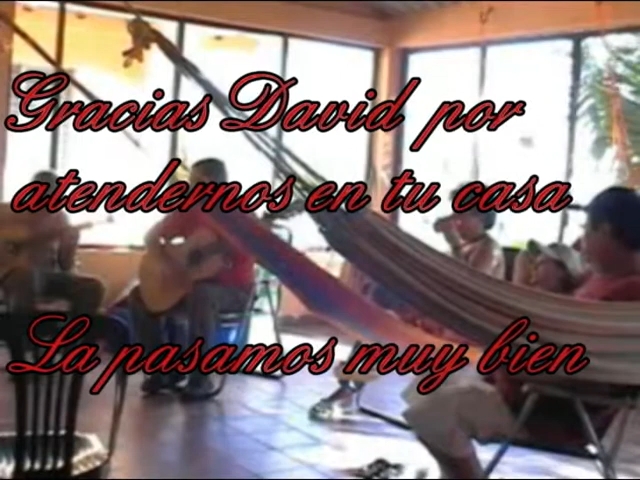 Gracias David por
atendernos en tu casa
La pasamos muy bien